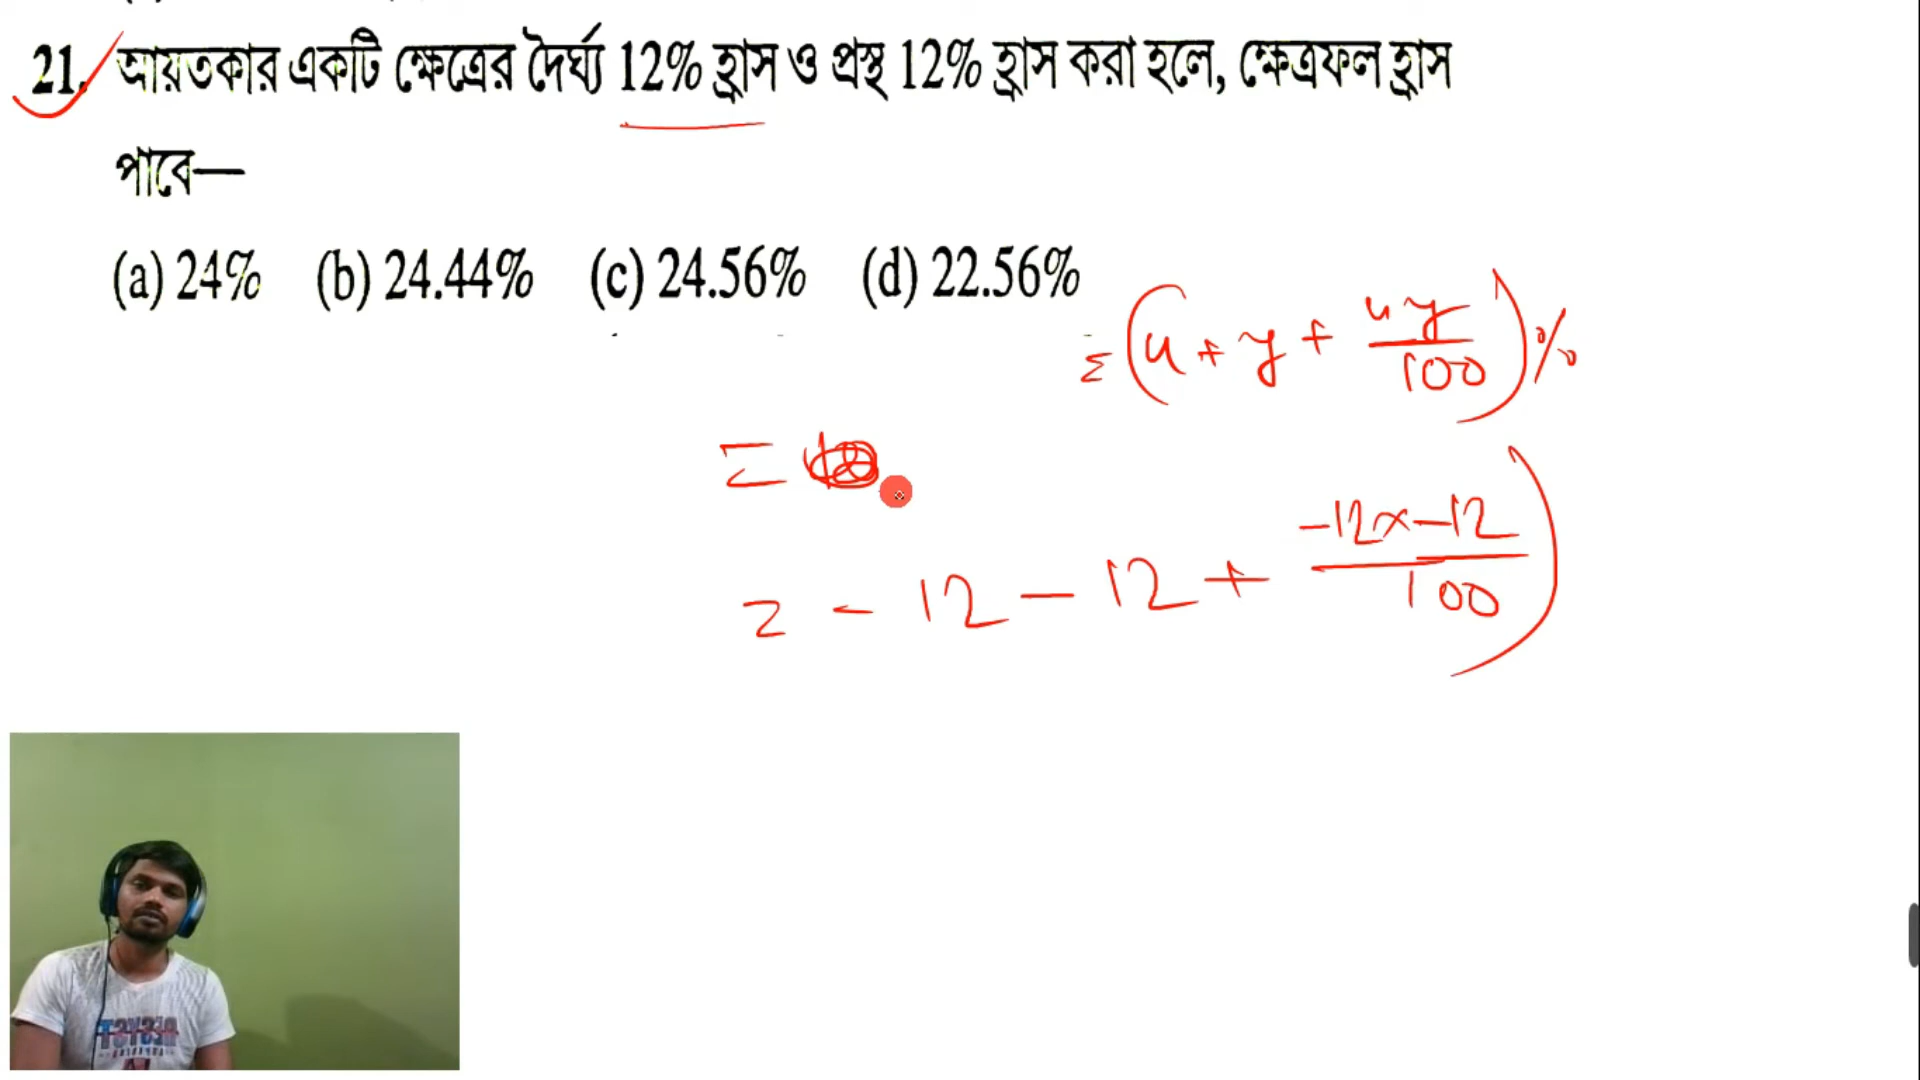 21. আয়তকার একটি ক্ষেত্রের দৈর্ঘ্য 12% হ্রাস ও প্রস্থ 12% হ্রাস করা হলে, ক্ষেত্রফল হ্রাস
পাবে—
(a) 24% (b) 24.44% (c) 24.56% (d) 22.56%
= (x + y + xy/100)%
=
= - 12 - 12 + -12x-12/100)